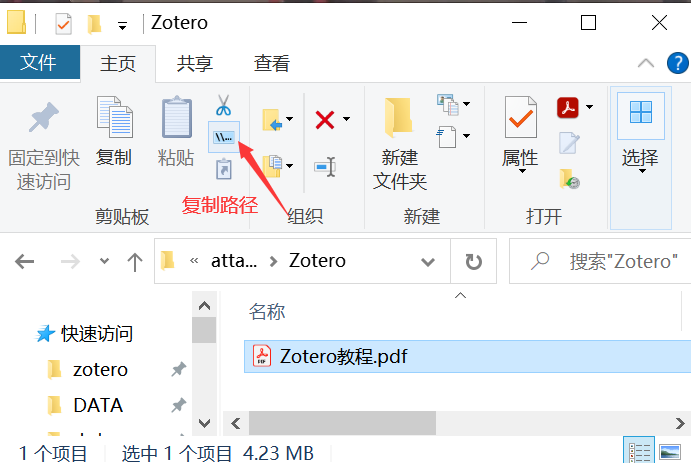 Zotero
文件 主页 共享 查看
固定到快速访问
复制
粘贴
\\...
复制路径
剪贴板
组织
新建
文件夹
新建
属性
打开
选择
« atta... > Zotero
搜索"Zotero"
名称
快速访问
zotero
DATA
Zotero教程.pdf
1 个项目 选中 1 个项目 4.23 MB